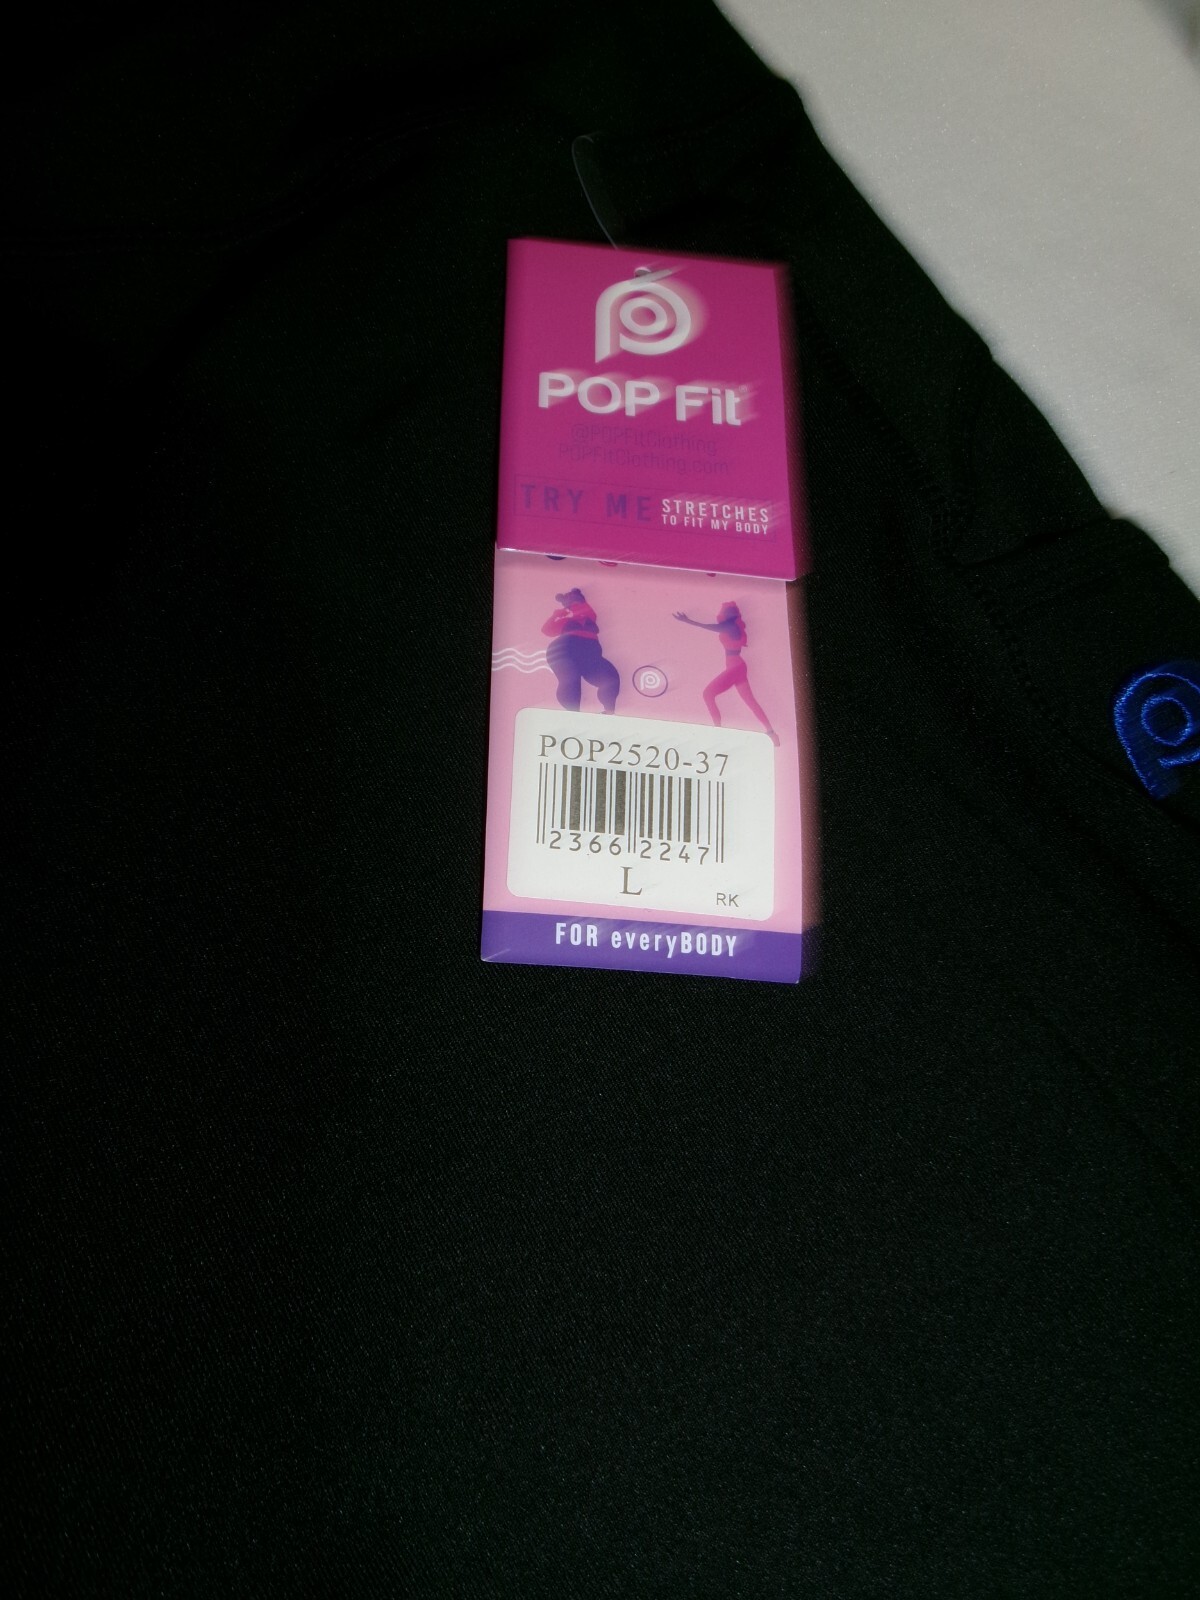 POP Fit
@POPFitClothing
POPFitClothing.com
TRY ME STRETCHES
TO FIT MY BODY
POP2520-37
2366 2247
L
RK
FOR everyBODY